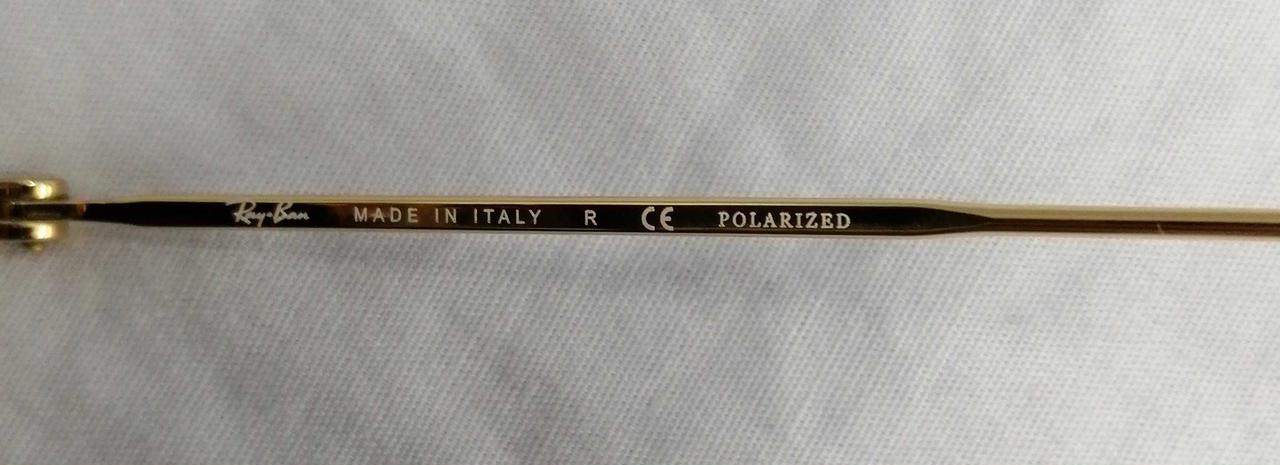 Ray-Ban MADE IN ITALY R CE POLARIZED